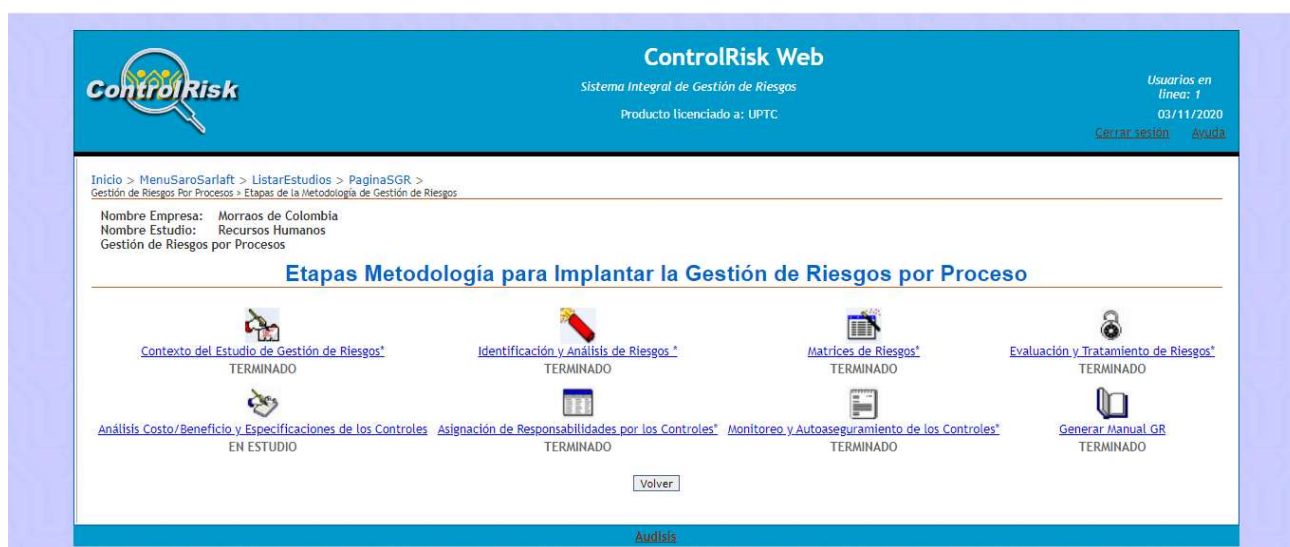 ControlRisk
ControlRisk Web
Sistema Integral de Gestión de Riesgos
Producto licenciado a: UPTC
Usuarios en
línea: 1
03/11/2020
Cerrar sesión Ayuda
Inicio > MenuSaroSarlaft > ListarEstudios > PaginaSGR >
Gestión de Riesgos Por Procesos > Etapas de la Metodología de Gestión de Riesgos
Nombre Empresa: Morraos de Colombia
Nombre Estudio: Recursos Humanos
Gestión de Riesgos por Procesos
Etapas Metodología para Implantar la Gestión de Riesgos por Proceso
Contexto del Estudio de Gestión de Riesgos* Identificación y Análisis de Riesgos * Matrices de Riesgos* Evaluación y Tratamiento de Riesgos*
TERMINADO TERMINADO TERMINADO TERMINADO
Análisis Costo/Beneficio y Especificaciones de los Controles Asignación de Responsabilidades por los Controles* Monitoreo y Autoaseguramiento de los Controles* Generar Manual GR
EN ESTUDIO TERMINADO TERMINADO TERMINADO
Volver
Audisis